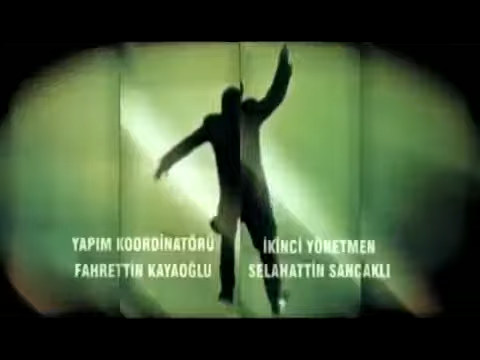 YAPIM KOORDİNATÖRÜ
FAHRETTİN KAYAOĞLU
İKİNCİ YÖNETMEN
SELAHATTİN SANCAKLI